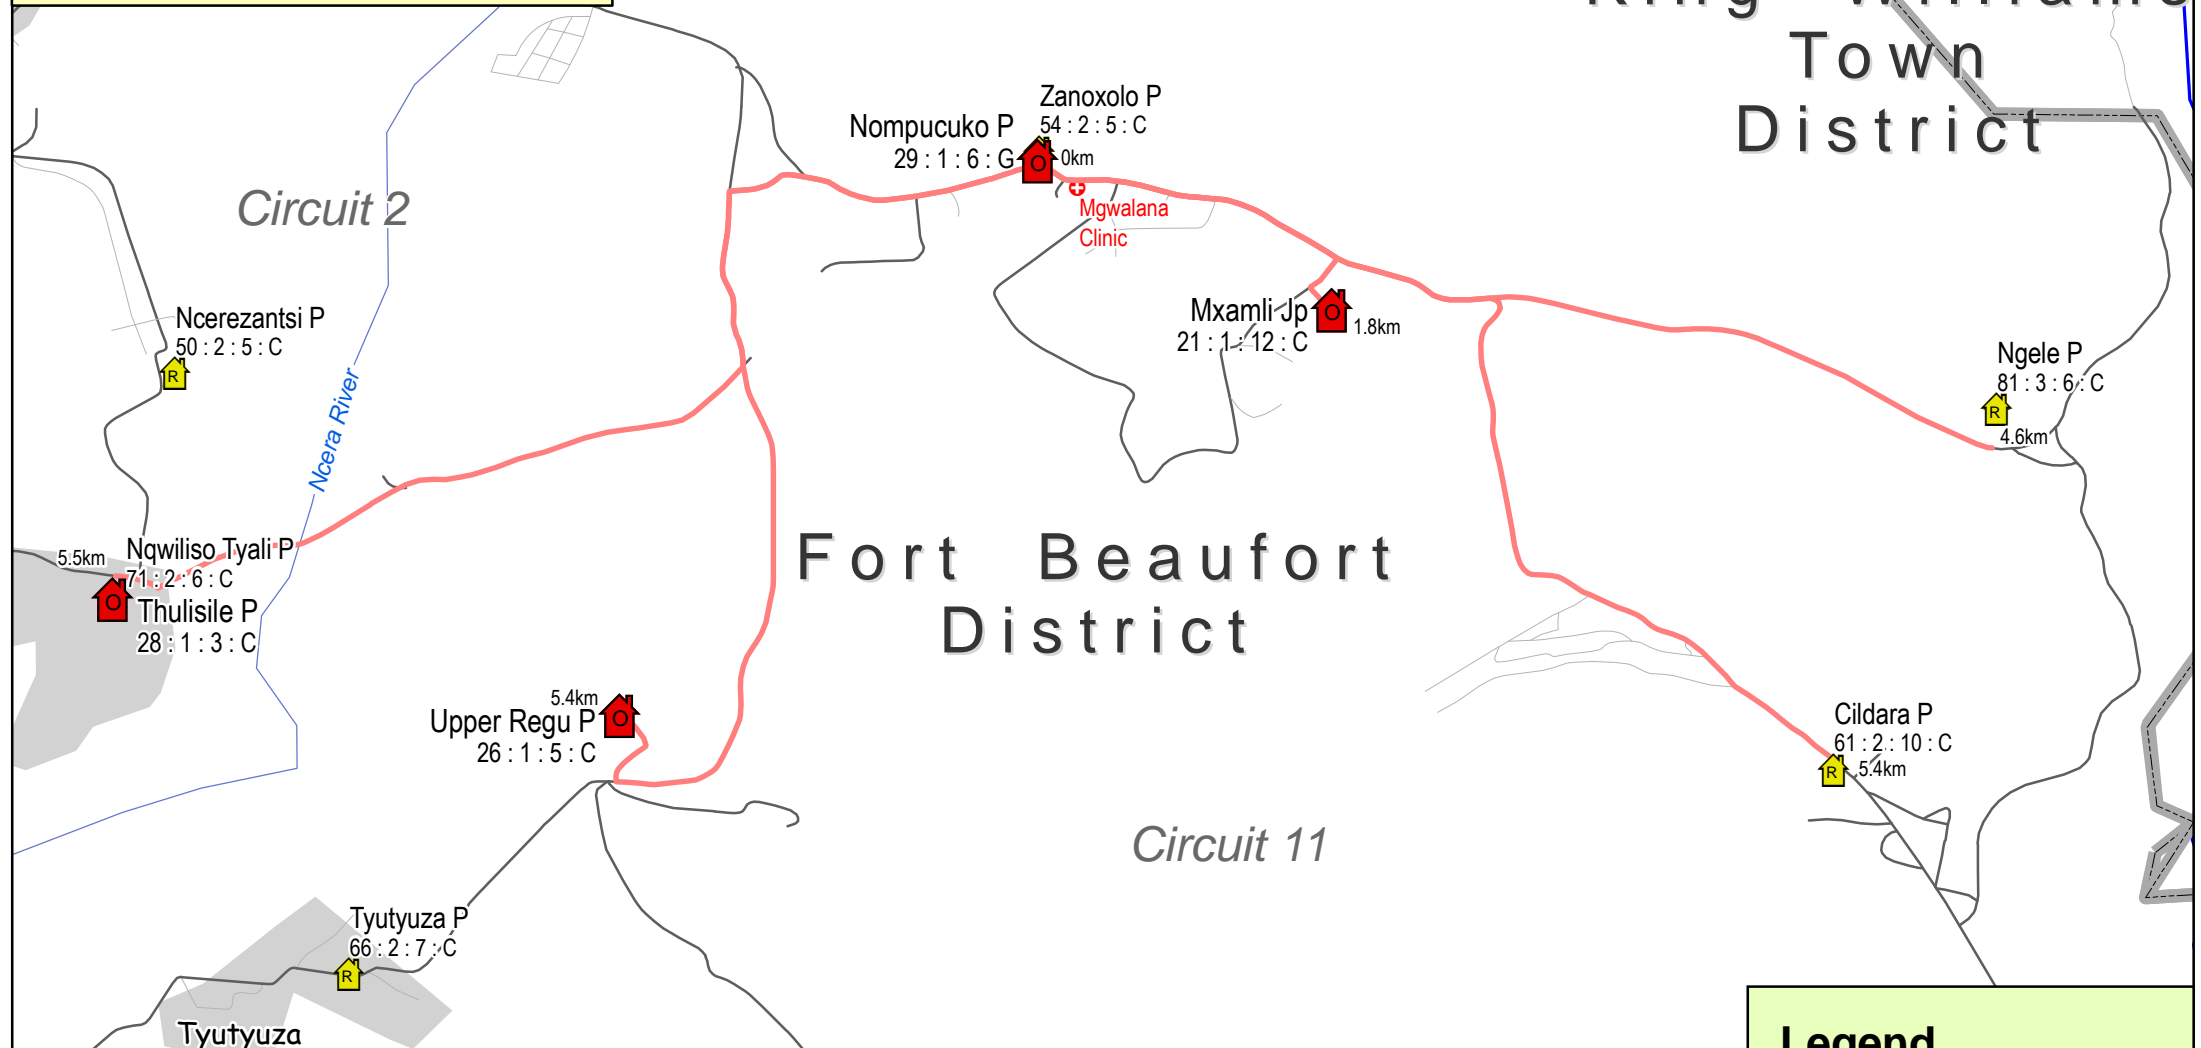 King Williams
Town
District
Zanoxolo P
54 : 2 : 5 : C
Nompucuko P
29 : 1 : 6 : G
O
0km
Mgwalana
Clinic
Circuit 2
Ncerezantsi P
50 : 2 : 5 : C
R
Ncera River
Mxamli Jp
21 : 1 : 12 : C
O
1.8km
Ngele P
81 : 3 : 6 : C
R
4.6km
5.5km
Nqwiliso Tyali P
71 : 2 : 6 : C
O
Thulisile P
28 : 1 : 3 : C
Fort Beaufort
District
5.4km
Upper Regu P
26 : 1 : 5 : C
O
Cildara P
61 : 2 : 10 : C
R
5.4km
Circuit 11
Tyutyuza P
66 : 2 : 7 : C
R
Tyutyuza
Legend